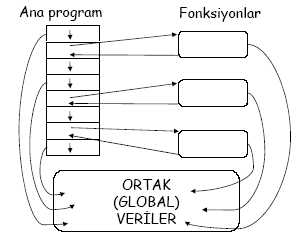 Ana program
Fonksiyonlar
ORTAK
(GLOBAL)
VERİLER